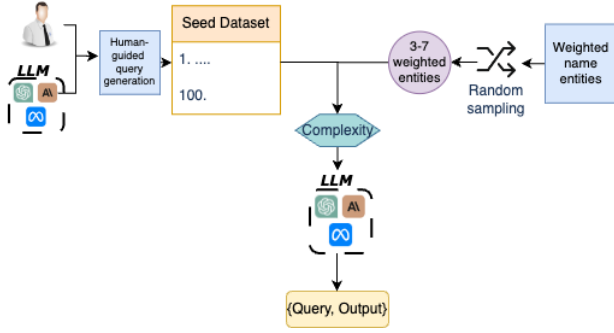 LLM
A\
Human-
guided
query
generation
Seed Dataset
1. ....
100.
3-7
weighted
entities
Random
sampling
Weighted
name
entities
Complexity
LLM
A\
{Query, Output}